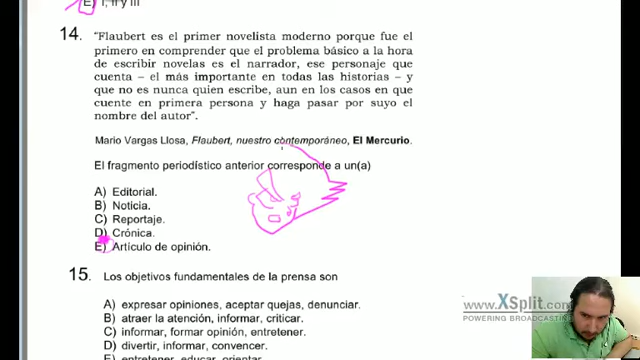 E) I, II y III
14. "Flaubert es el primer novelista moderno porque fue el
primero en comprender que el problema básico a la hora
de escribir novelas es el narrador, ese personaje que
cuenta – el más importante en todas las historias – y
que no es nunca quien escribe, aun en los casos en que
cuente en primera persona y haga pasar por suyo el
nombre del autor".
Mario Vargas Llosa, Flaubert, nuestro contemporáneo, El Mercurio.
El fragmento periodístico anterior corresponde a un(a)
A) Editorial.
B) Noticia.
C) Reportaje.
D) Crónica.
E) Artículo de opinión.
15. Los objetivos fundamentales de la prensa son
A) expresar opiniones, aceptar quejas, denunciar.
B) atraer la atención, informar, criticar.
C) informar, formar opinión, entretener.
D) divertir, informar, convencer.
E) entretener, educar, orientar.
www.XSplit.com
POWERING BROADCASTING